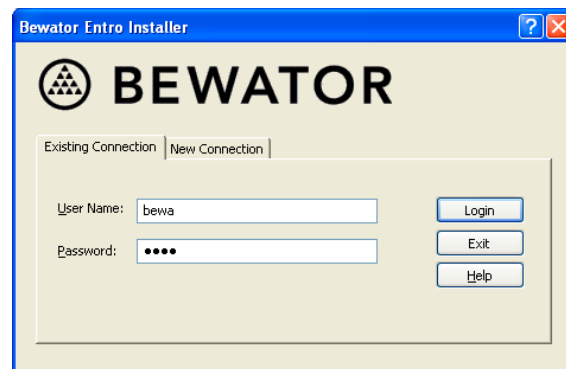 Bewator Entro Installer
BEWATOR
Existing Connection New Connection
User Name: bewa Login
Password: •••• Exit
Help